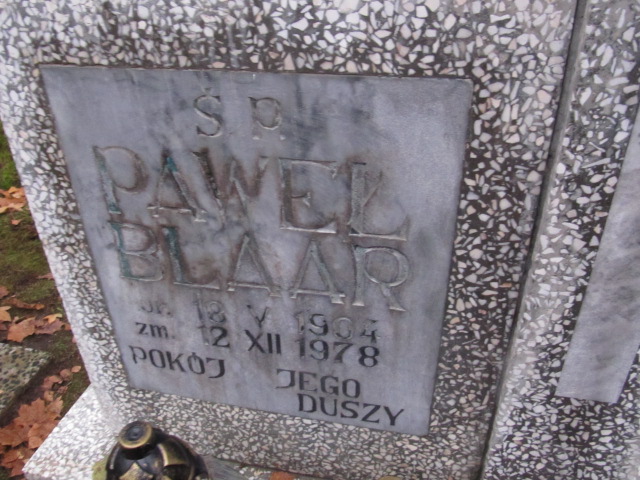 Ś. P.
PAWEŁ
BLAAR
ur. 18 V 1904
zm. 12 XII 1978
POKÓJ JEGO
DUSZY